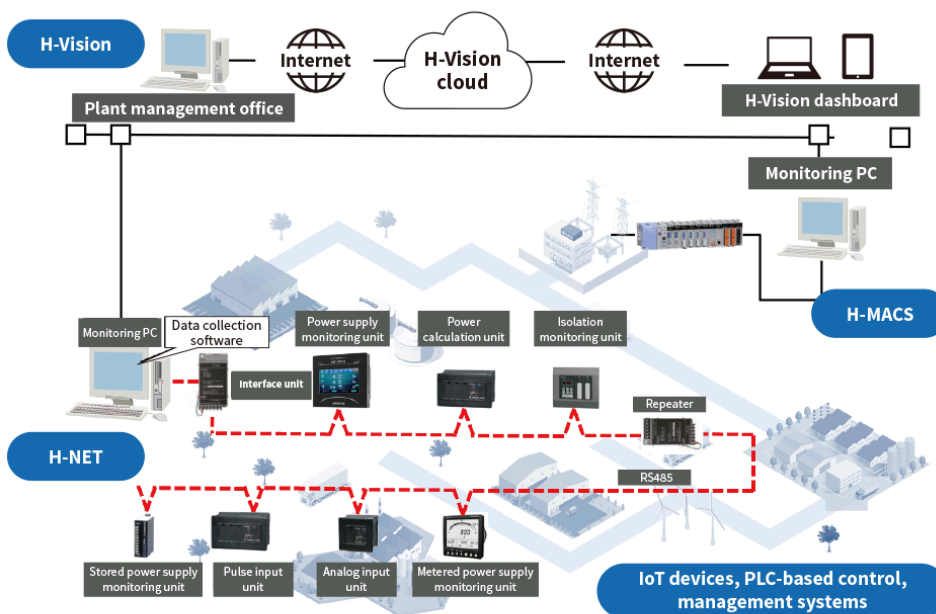 H-Vision
Internet
H-Vision
cloud
Internet
Plant management office
H-Vision dashboard
Monitoring PC
H-MACS
Monitoring PC
Data collection
software
Power supply
monitoring unit
Power
calculation unit
Isolation
monitoring unit
Interface unit
Repeater
H-NET
RS485
Stored power supply
monitoring unit
Pulse input
unit
Analog input
unit
Metered power supply
monitoring unit
IoT devices, PLC-based control,
management systems